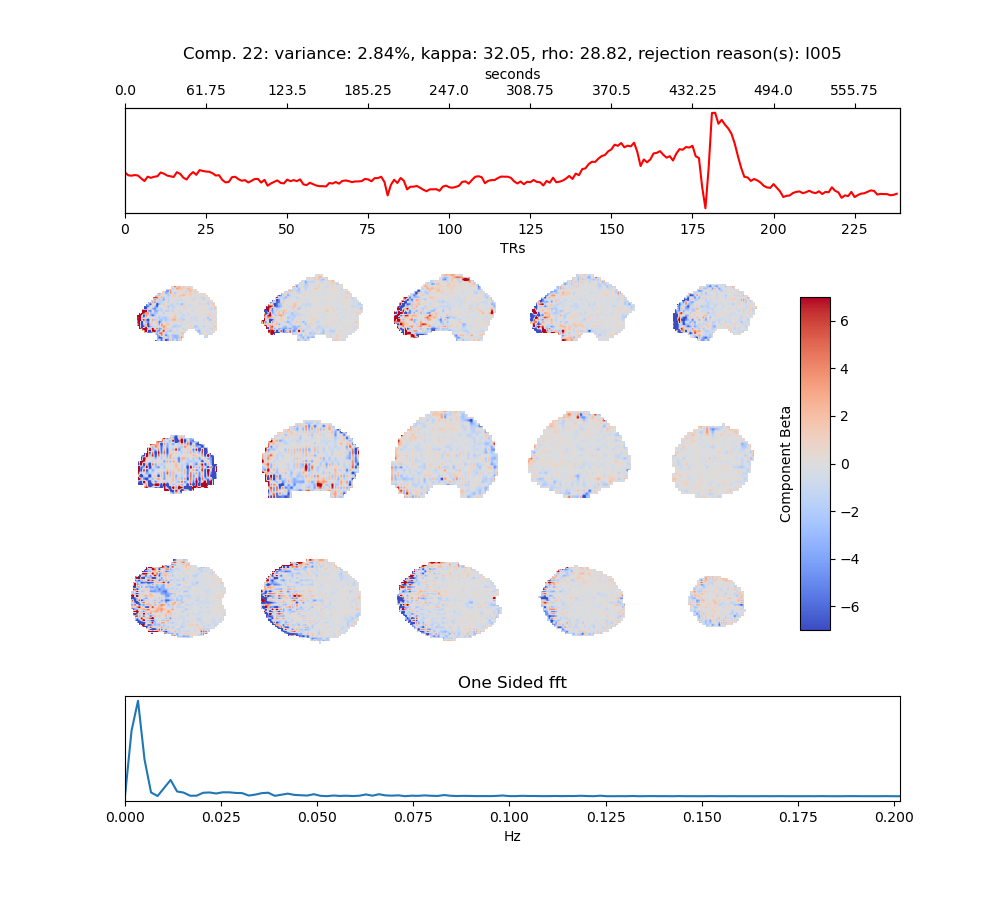 Comp. 22: variance: 2.84%, kappa: 32.05, rho: 28.82, rejection reason(s): I005
seconds
0.0 61.75 123.5 185.25 247.0 308.75 370.5 432.25 494.0 555.75
0 25 50 75 100 125 150 175 200 225
TRs
6
4
2
0
−2
−4
−6
Component Beta
One Sided fft
0.000 0.025 0.050 0.075 0.100 0.125 0.150 0.175 0.200
Hz